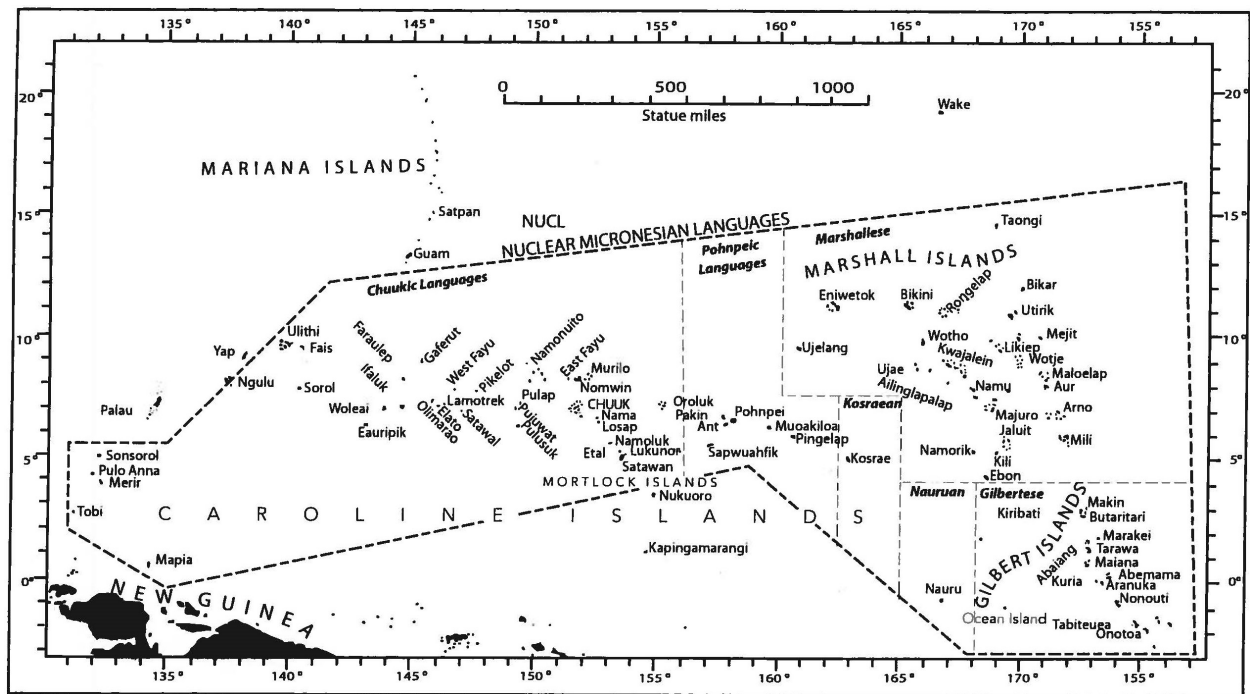 135° 140° 145° 150° 155° 160° 165° 170° 155°
0 500 1000
Statue miles
20° 20°
Wake
MARIANA ISLANDS
Satpan
15° 15°
Guam
NUCL
NUCLEAR MICRONESIAN LANGUAGES
Chuukic Languages
Pohnpeic
Languages
Marshallese
MARSHALL ISLANDS
Taongi
Eniwetok
Bikini
Rongelap
Bikar
Utirik
10° 10°
Yap
Ulithi
Fais
Ngulu
Sorol
Palau
Faraulep
Gaferut
Ifaluk
West Fayu
Pikelot
Namonuito
East Fayu
Murilo
Nomwin
Woleai
Eauripik
Lamotrek
Elato
Olimarao
Satawal
Pulap
Pujuwat
Pulusuk
CHUUK
Nama
Losap
Etal
Namoluk
Lukunor
Satawan
MORTLOCK ISLANDS
Oroluk
Pakin
Ant
Pohnpei
Muoakiloa
Pingelap
Sapwuahfik
Ujelang
Wotho
Kwajalein
Likiep
Mejit
Wotje
Ujae
Ailinglapalap
Namu
Maloelap
Aur
Majuro
Arno
Jaluit
Mili
Namorik
Kili
Ebon
Kosraean
Kosrae
5° 5°
Sonsorol
Pulo Anna
Merir
Tobi
Mapia
CAROLINE ISLANDS
Nukuoro
Kapingamarangi
Nauruan
Gilbertese
Kiribati
GILBERT ISLANDS
Makin
Butaritari
Marakei
Tarawa
Abaiang
Maiana
Kuria
Abemama
Aranuka
Nonouti
Nauru
Ocean Island
Tabiteuea
Onotoa
0° 0°
NEW GUINEA
135° 140° 145° 150° 155° 160° 165° 170° 155°